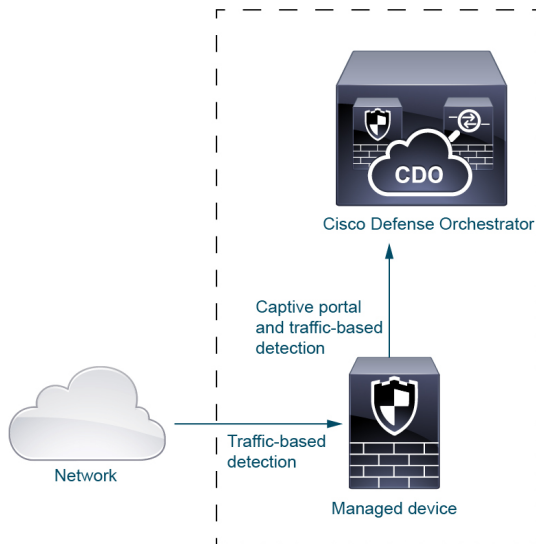 CDO
Cisco Defense Orchestrator
Captive portal
and traffic-based
detection
Traffic-based
detection
Network
Managed device